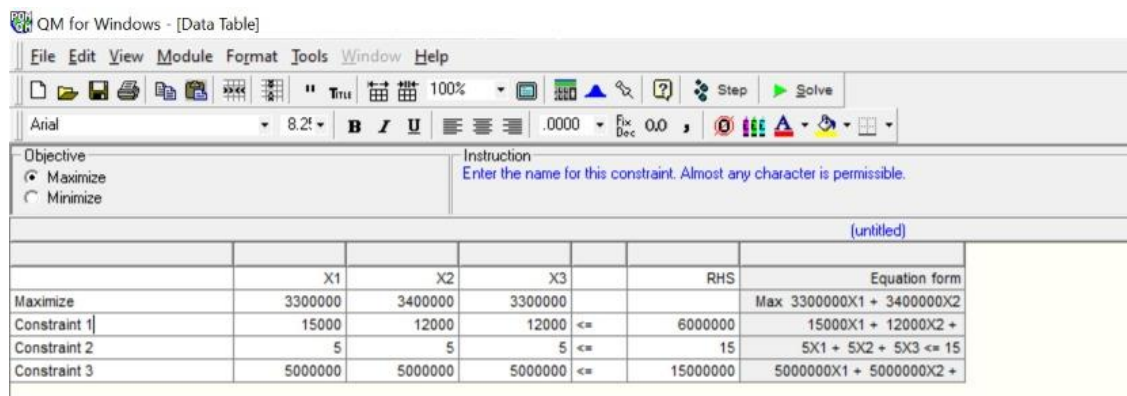 QM for Windows - [Data Table]
File Edit View Module Format Tools Window Help
100% Step Solve
Arial 8.2 B I U .0000 Fix Dec 0.0 ,
Objective Instruction
Maximize Enter the name for this constraint. Almost any character is permissible.
Minimize
(untitled)
X1 X2 X3 RHS Equation form
Maximize 3300000 3400000 3300000 Max 3300000X1 + 3400000X2
Constraint 1 15000 12000 12000 <= 6000000 15000X1 + 12000X2 +
Constraint 2 5 5 5 <= 15 5X1 + 5X2 + 5X3 <= 15
Constraint 3 5000000 5000000 5000000 <= 15000000 5000000X1 + 5000000X2 +